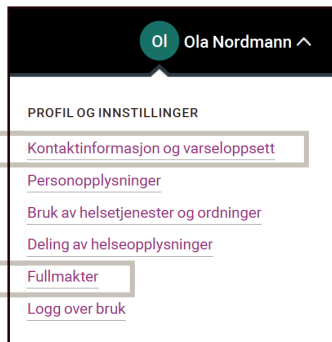 Ol Ola Nordmann
PROFIL OG INNSTILLINGER
Kontaktinformasjon og varseloppsett
Personopplysninger
Bruk av helsetjenester og ordninger
Deling av helseopplysninger
Fullmakter
Logg over bruk